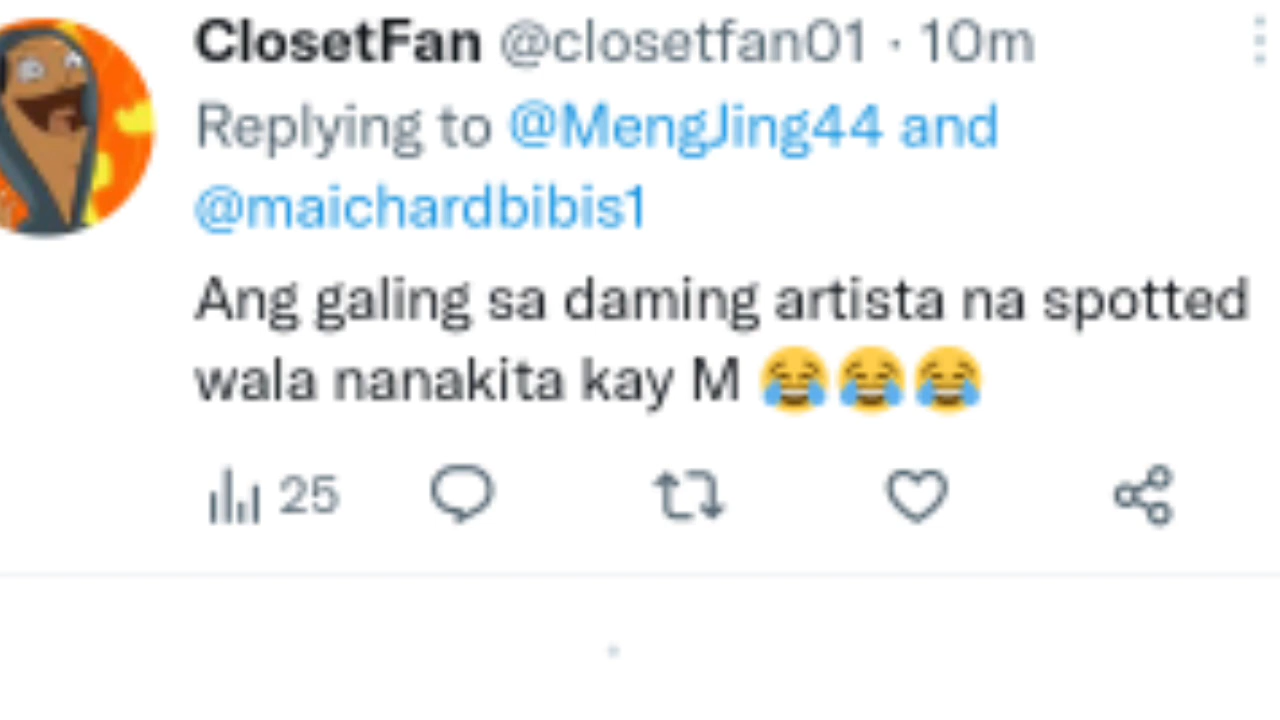 ClosetFan @closetfan01 · 10m
Replying to @MengJing44 and
@maichardbibis1
Ang galing sa daming artista na spotted
wala nanakita kay M 😂😂😂
25